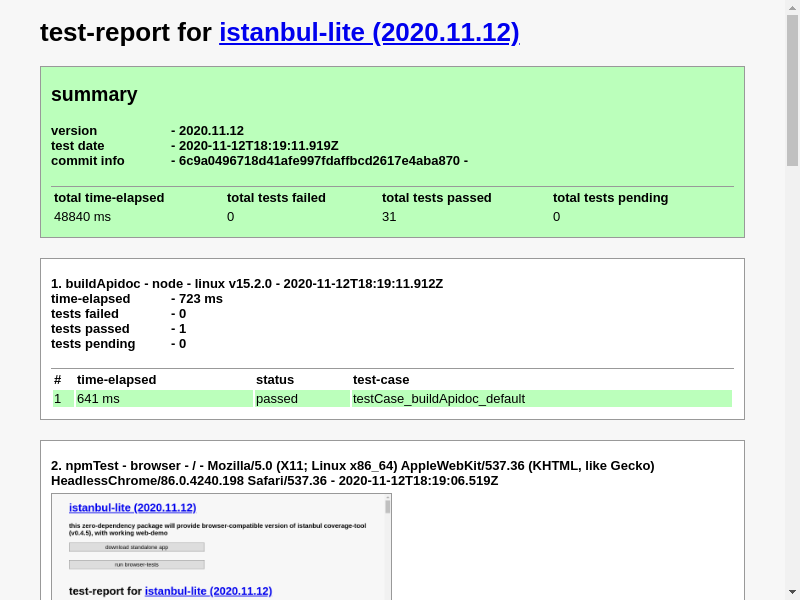 test-report for istanbul-lite (2020.11.12)
summary
version - 2020.11.12
test date - 2020-11-12T18:19:11.919Z
commit info - 6c9a0496718d41afe997fdaffbcd2617e4aba870 -
total time-elapsed total tests failed total tests passed total tests pending
48840 ms 0 31 0
1. buildApidoc - node - linux v15.2.0 - 2020-11-12T18:19:11.912Z
time-elapsed - 723 ms
tests failed - 0
tests passed - 1
tests pending - 0
# time-elapsed status test-case
1 641 ms passed testCase_buildApidoc_default
2. npmTest - browser - / - Mozilla/5.0 (X11; Linux x86_64) AppleWebKit/537.36 (KHTML, like Gecko)
HeadlessChrome/86.0.4240.198 Safari/537.36 - 2020-11-12T18:19:06.519Z
istanbul-lite (2020.11.12)
this zero-dependency package will provide browser-compatible version of istanbul coverage-tool
(v0.4.5), with working web-demo
download standalone app
run browser-tests
test-report for istanbul-lite (2020.11.12)